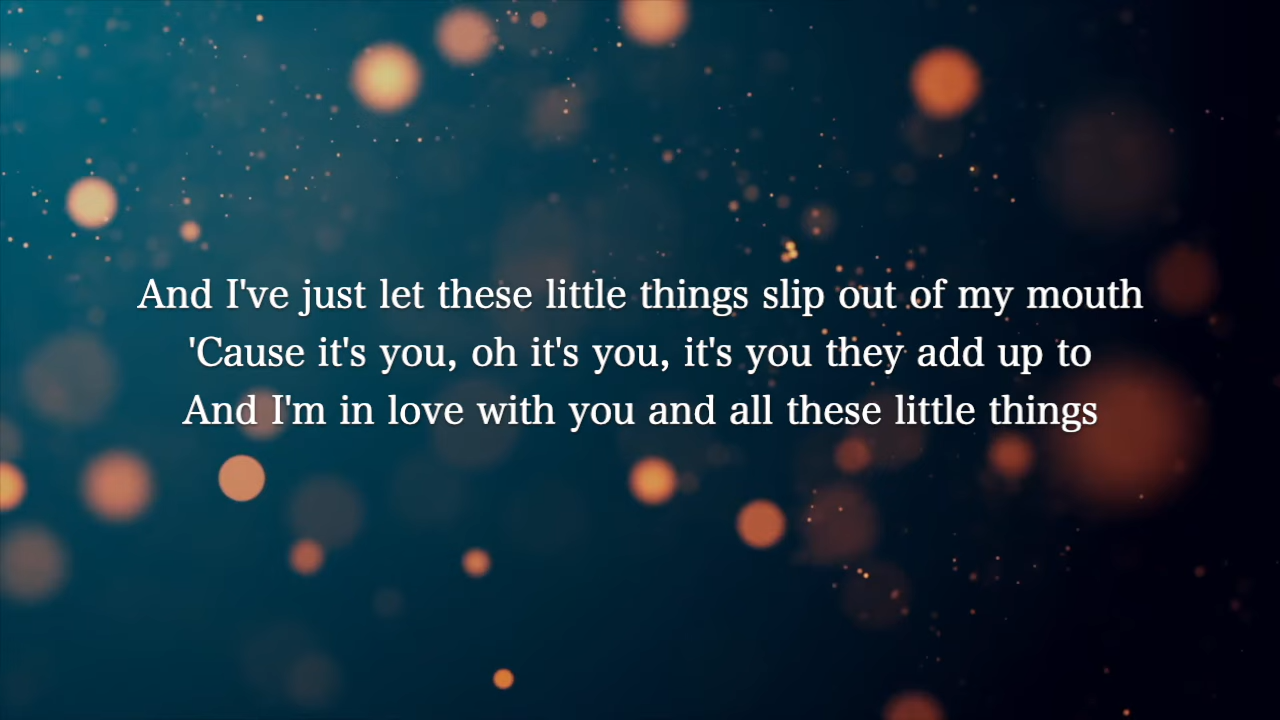 And I've just let these little things slip out of my mouth
'Cause it's you, oh it's you, it's you they add up to
And I'm in love with you and all these little things